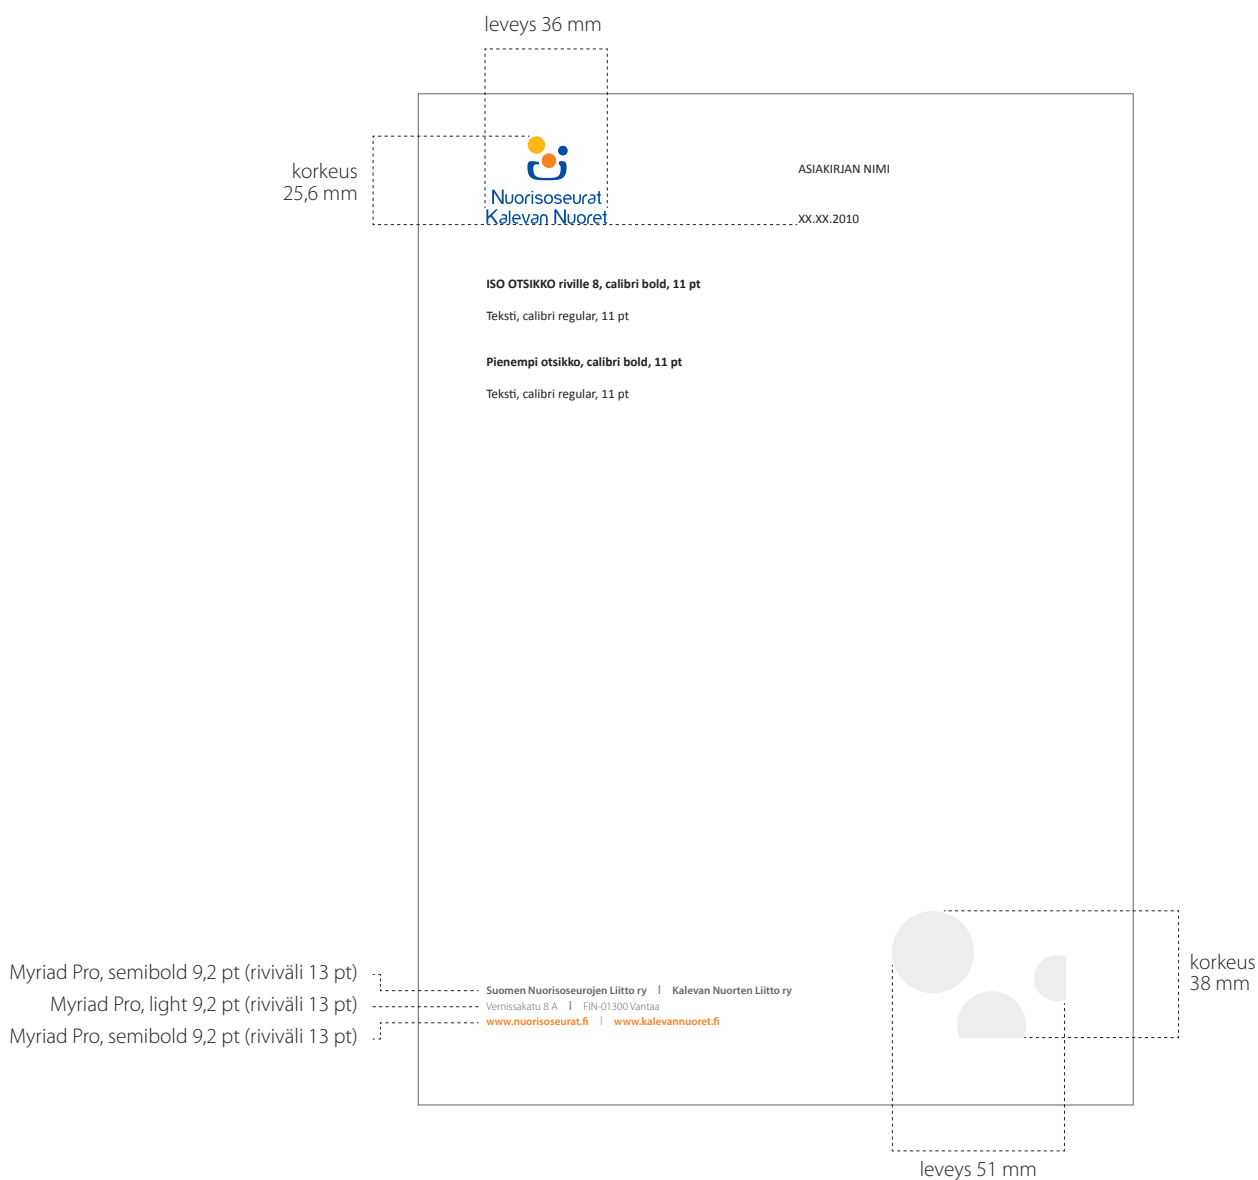 leveys 36 mm
korkeus
25,6 mm
Nuorisoseurat
Kalevan Nuoret
ASIAKIRJAN NIMI
XX.XX.2010
ISO OTSIKKO riville 8, calibri bold, 11 pt
Teksti, calibri regular, 11 pt
Pienempi otsikko, calibri bold, 11 pt
Teksti, calibri regular, 11 pt
Myriad Pro, semibold 9,2 pt (riviväli 13 pt)
Myriad Pro, light 9,2 pt (riviväli 13 pt)
Myriad Pro, semibold 9,2 pt (riviväli 13 pt)
Suomen Nuorisoseurojen Liitto ry | Kalevan Nuorten Liitto ry
Vernissakatu 8 A | FIN-01300 Vantaa
www.nuorisoseurat.fi | www.kalevannuoret.fi
korkeus
38 mm
leveys 51 mm